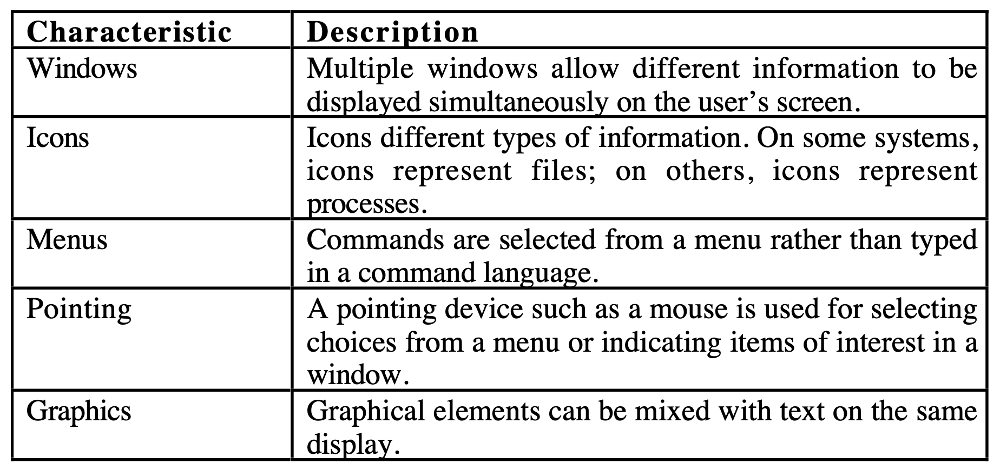 Characteristic Description
Windows Multiple windows allow different information to be
displayed simultaneously on the user’s screen.
Icons Icons different types of information. On some systems,
icons represent files; on others, icons represent
processes.
Menus Commands are selected from a menu rather than typed
in a command language.
Pointing A pointing device such as a mouse is used for selecting
choices from a menu or indicating items of interest in a
window.
Graphics Graphical elements can be mixed with text on the same
display.